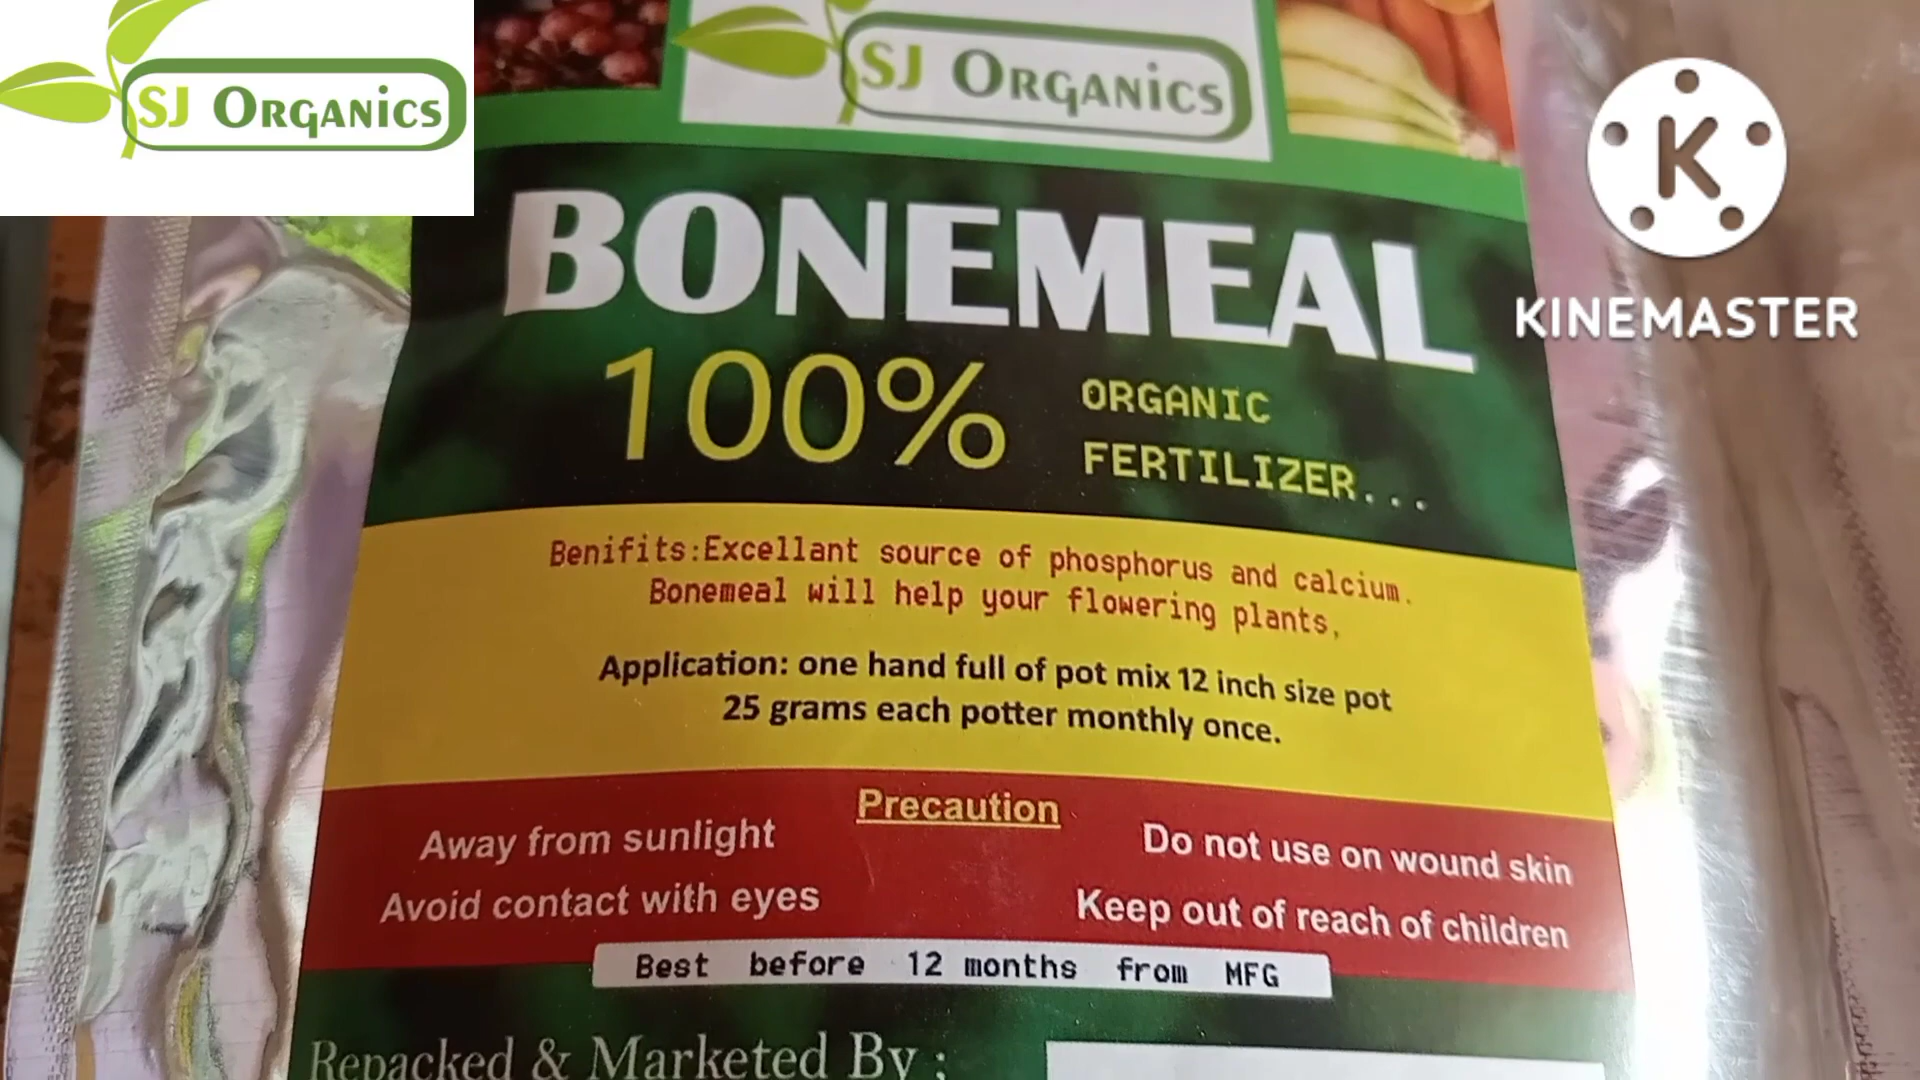 SJ ORGANiCS
SJ ORGANiCS
KINEMASTER
BONEMEAL
100% ORGANIC
FERTILIZER...
Benifits:Excellant source of phosphorus and calcium.
Bonemeal will help your flowering plants,
Application: one hand full of pot mix 12 inch size pot
25 grams each potter monthly once.
Precaution
Away from sunlight
Do not use on wound skin
Avoid contact with eyes
Keep out of reach of children
Best before 12 months from MFG
Repacked & Marketed By :